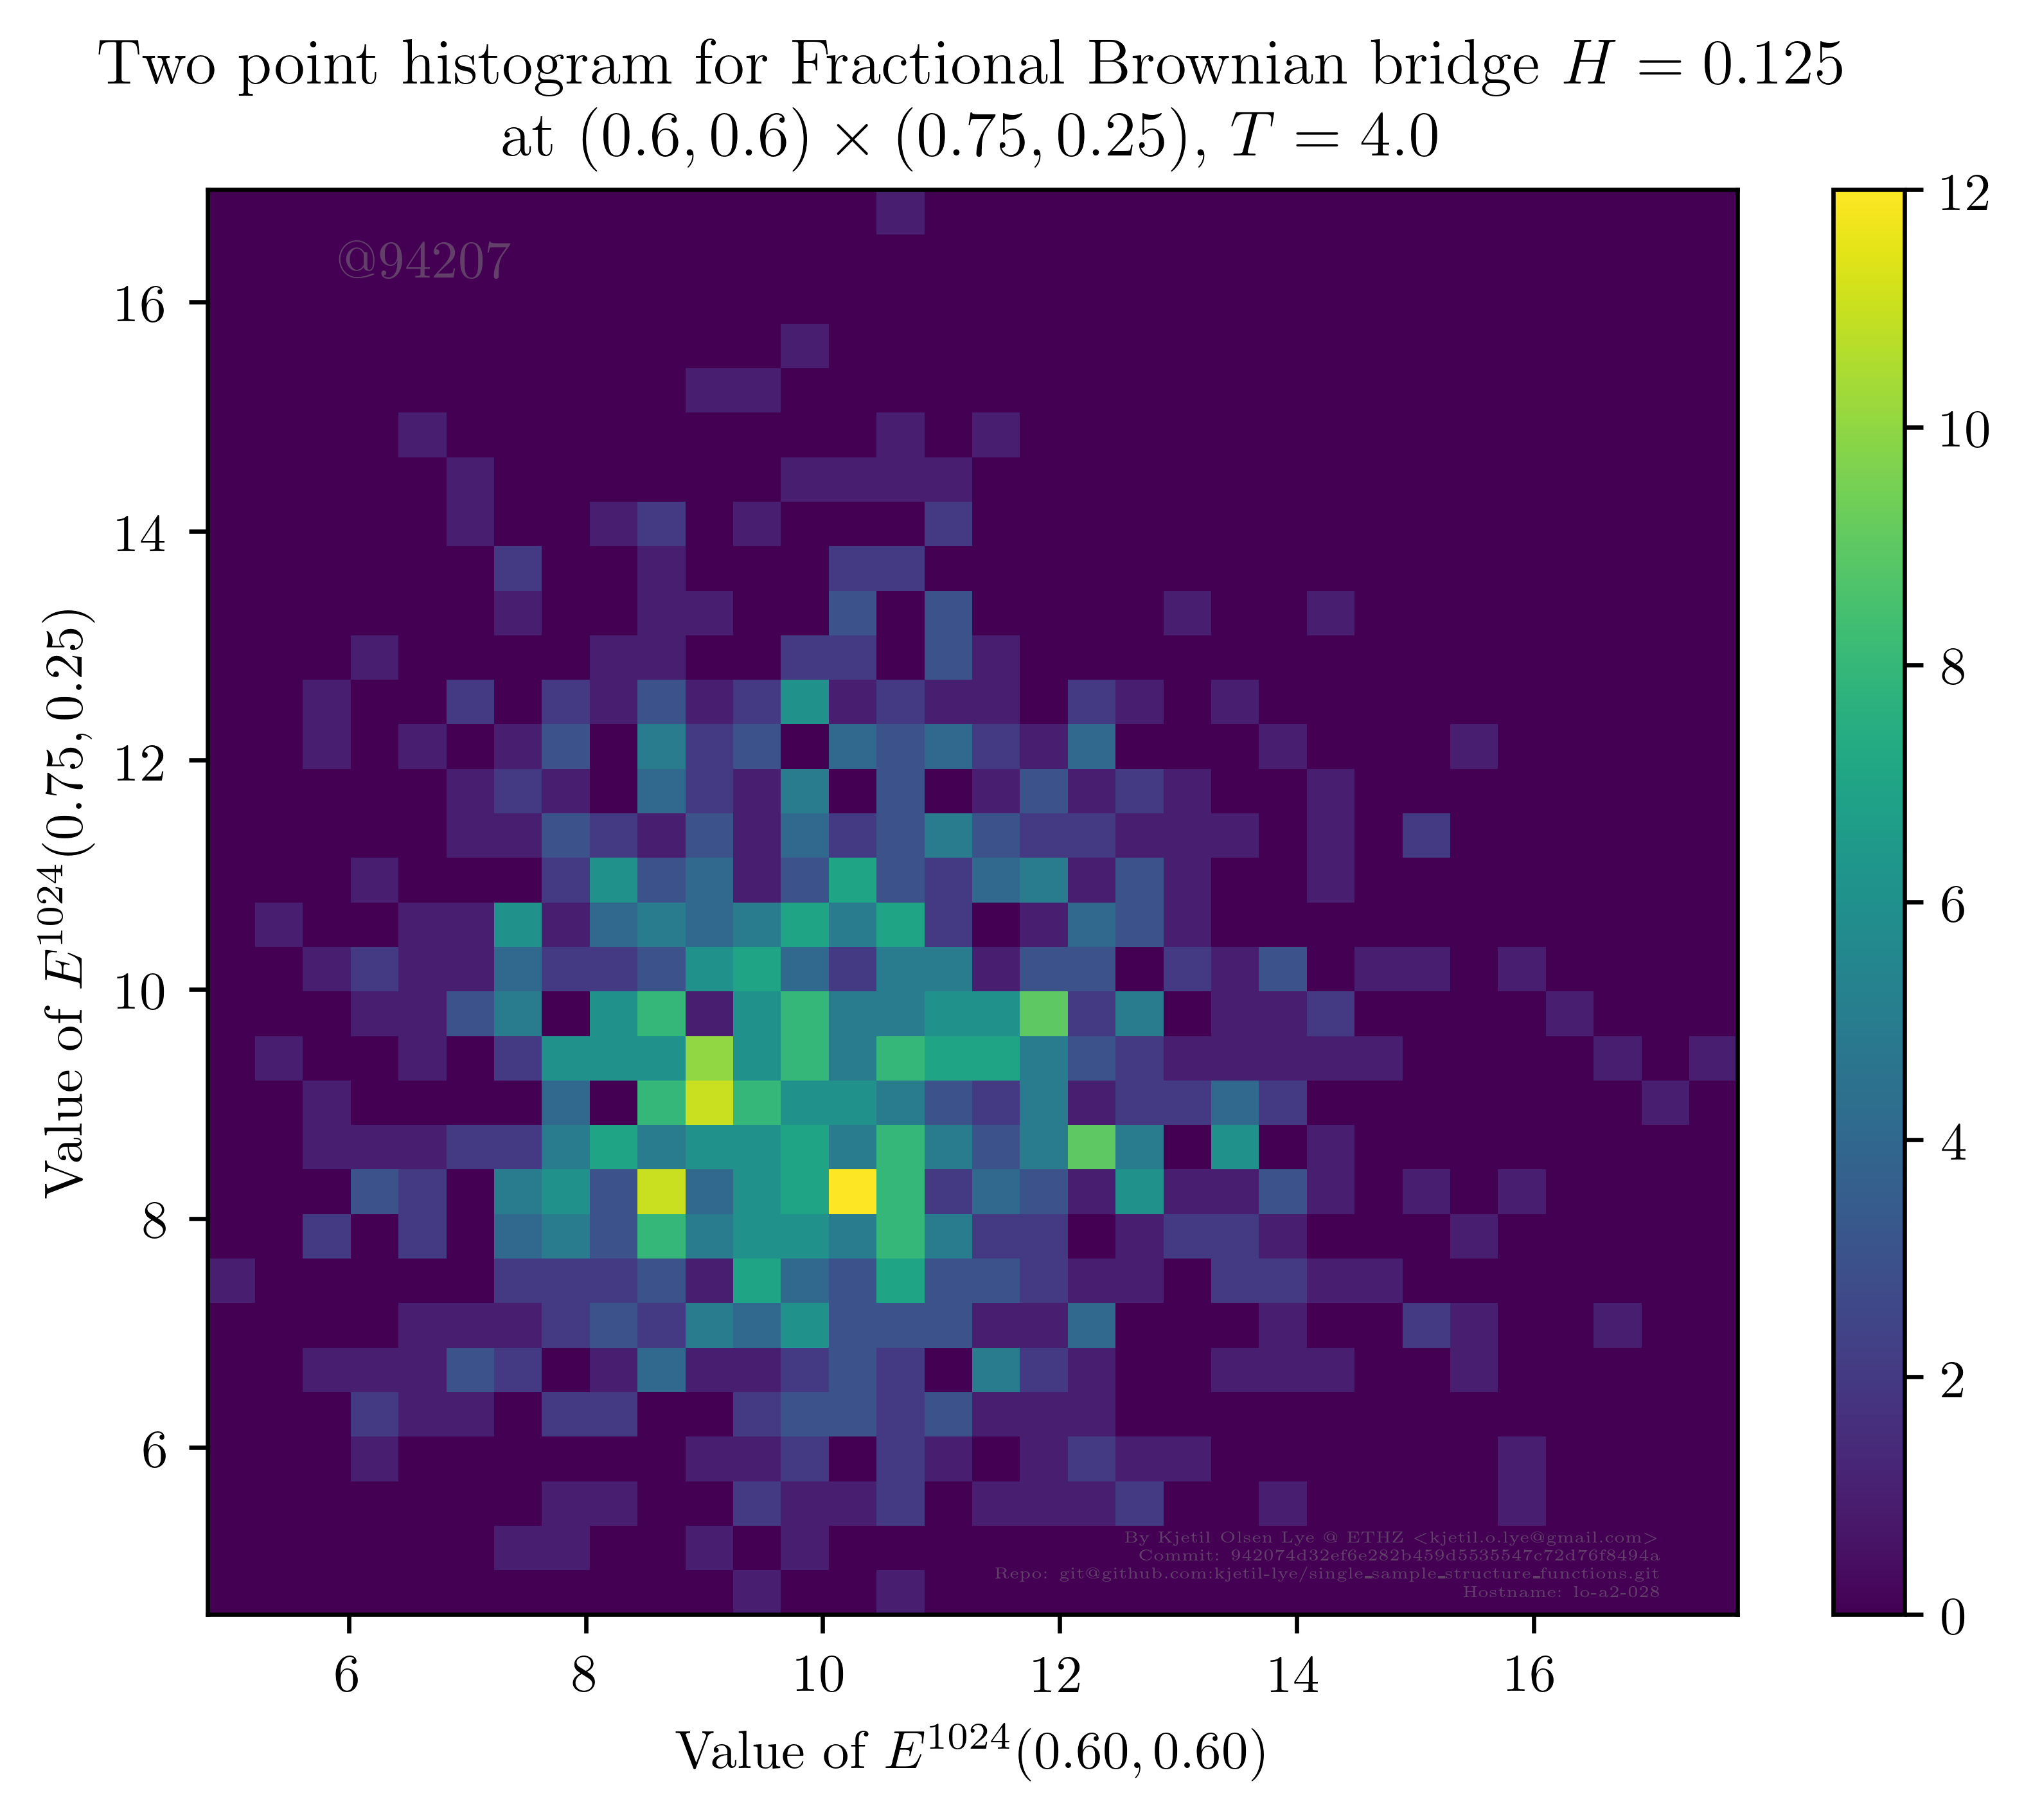 Two point histogram for Fractional Brownian bridge H = 0.125
at (0.6, 0.6) × (0.75, 0.25), T = 4.0
@94207
16
14
12
10
8
6
Value of E^1024(0.75, 0.25)
6 8 10 12 14 16
Value of E^1024(0.60, 0.60)
12
10
8
6
4
2
0
By Kjetil Olsen Lye @ ETHZ <kjetil.o.lye@gmail.com>
Commit: 942074d32ef6e282b459d5535547c72d76f8494a
Repo: git@github.com:kjetil-lye/single_sample_structure_functions.git
Hostname: lo-a2-028